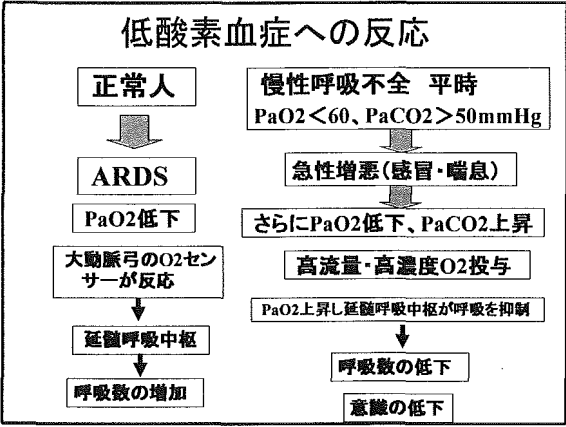 低酸素血症への反応
正常人
ARDS
PaO2低下
大動脈弓のO2セン
サーが反応
延髄呼吸中枢
呼吸数の増加
慢性呼吸不全 平時
PaO2<60、PaCO2>50mmHg
急性増悪(感冒・喘息)
さらにPaO2低下、PaCO2上昇
高流量・高濃度O2投与
PaO2上昇し延髄呼吸中枢が呼吸を抑制
呼吸数の低下
意識の低下